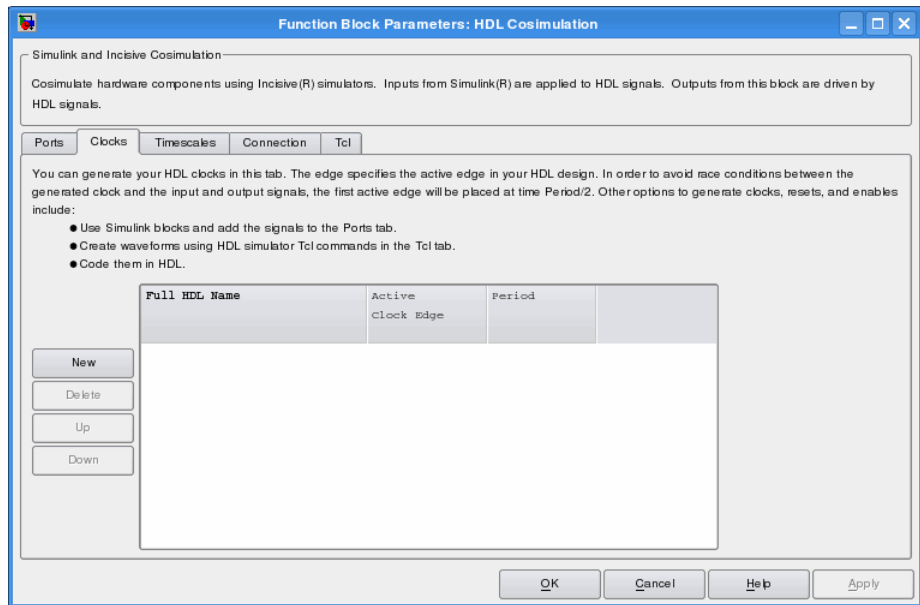 Function Block Parameters: HDL Cosimulation
Simulink and Incisive Cosimulation
Cosimulate hardware components using Incisive(R) simulators. Inputs from Simulink(R) are applied to HDL signals. Outputs from this block are driven by
HDL signals.
Ports Clocks Timescales Connection Tcl
You can generate your HDL clocks in this tab. The edge specifies the active edge in your HDL design. In order to avoid race conditions between the
generated clock and the input and output signals, the first active edge will be placed at time Period/2. Other options to generate clocks, resets, and enables
include:
● Use Simulink blocks and add the signals to the Ports tab.
● Create waveforms using HDL simulator Tcl commands in the Tcl tab.
● Code them in HDL.
Full HDL Name Active Period
Clock Edge
New
Delete
Up
Down
OK Cancel Help Apply